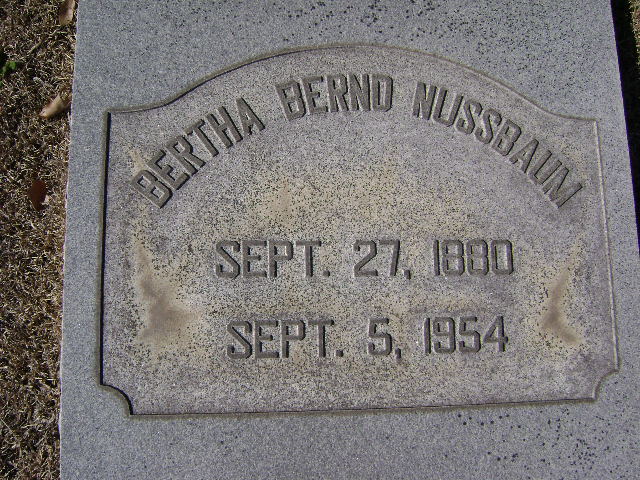 BERTHA BERND NUSSBAUM
SEPT. 27, 1880
SEPT. 5, 1954